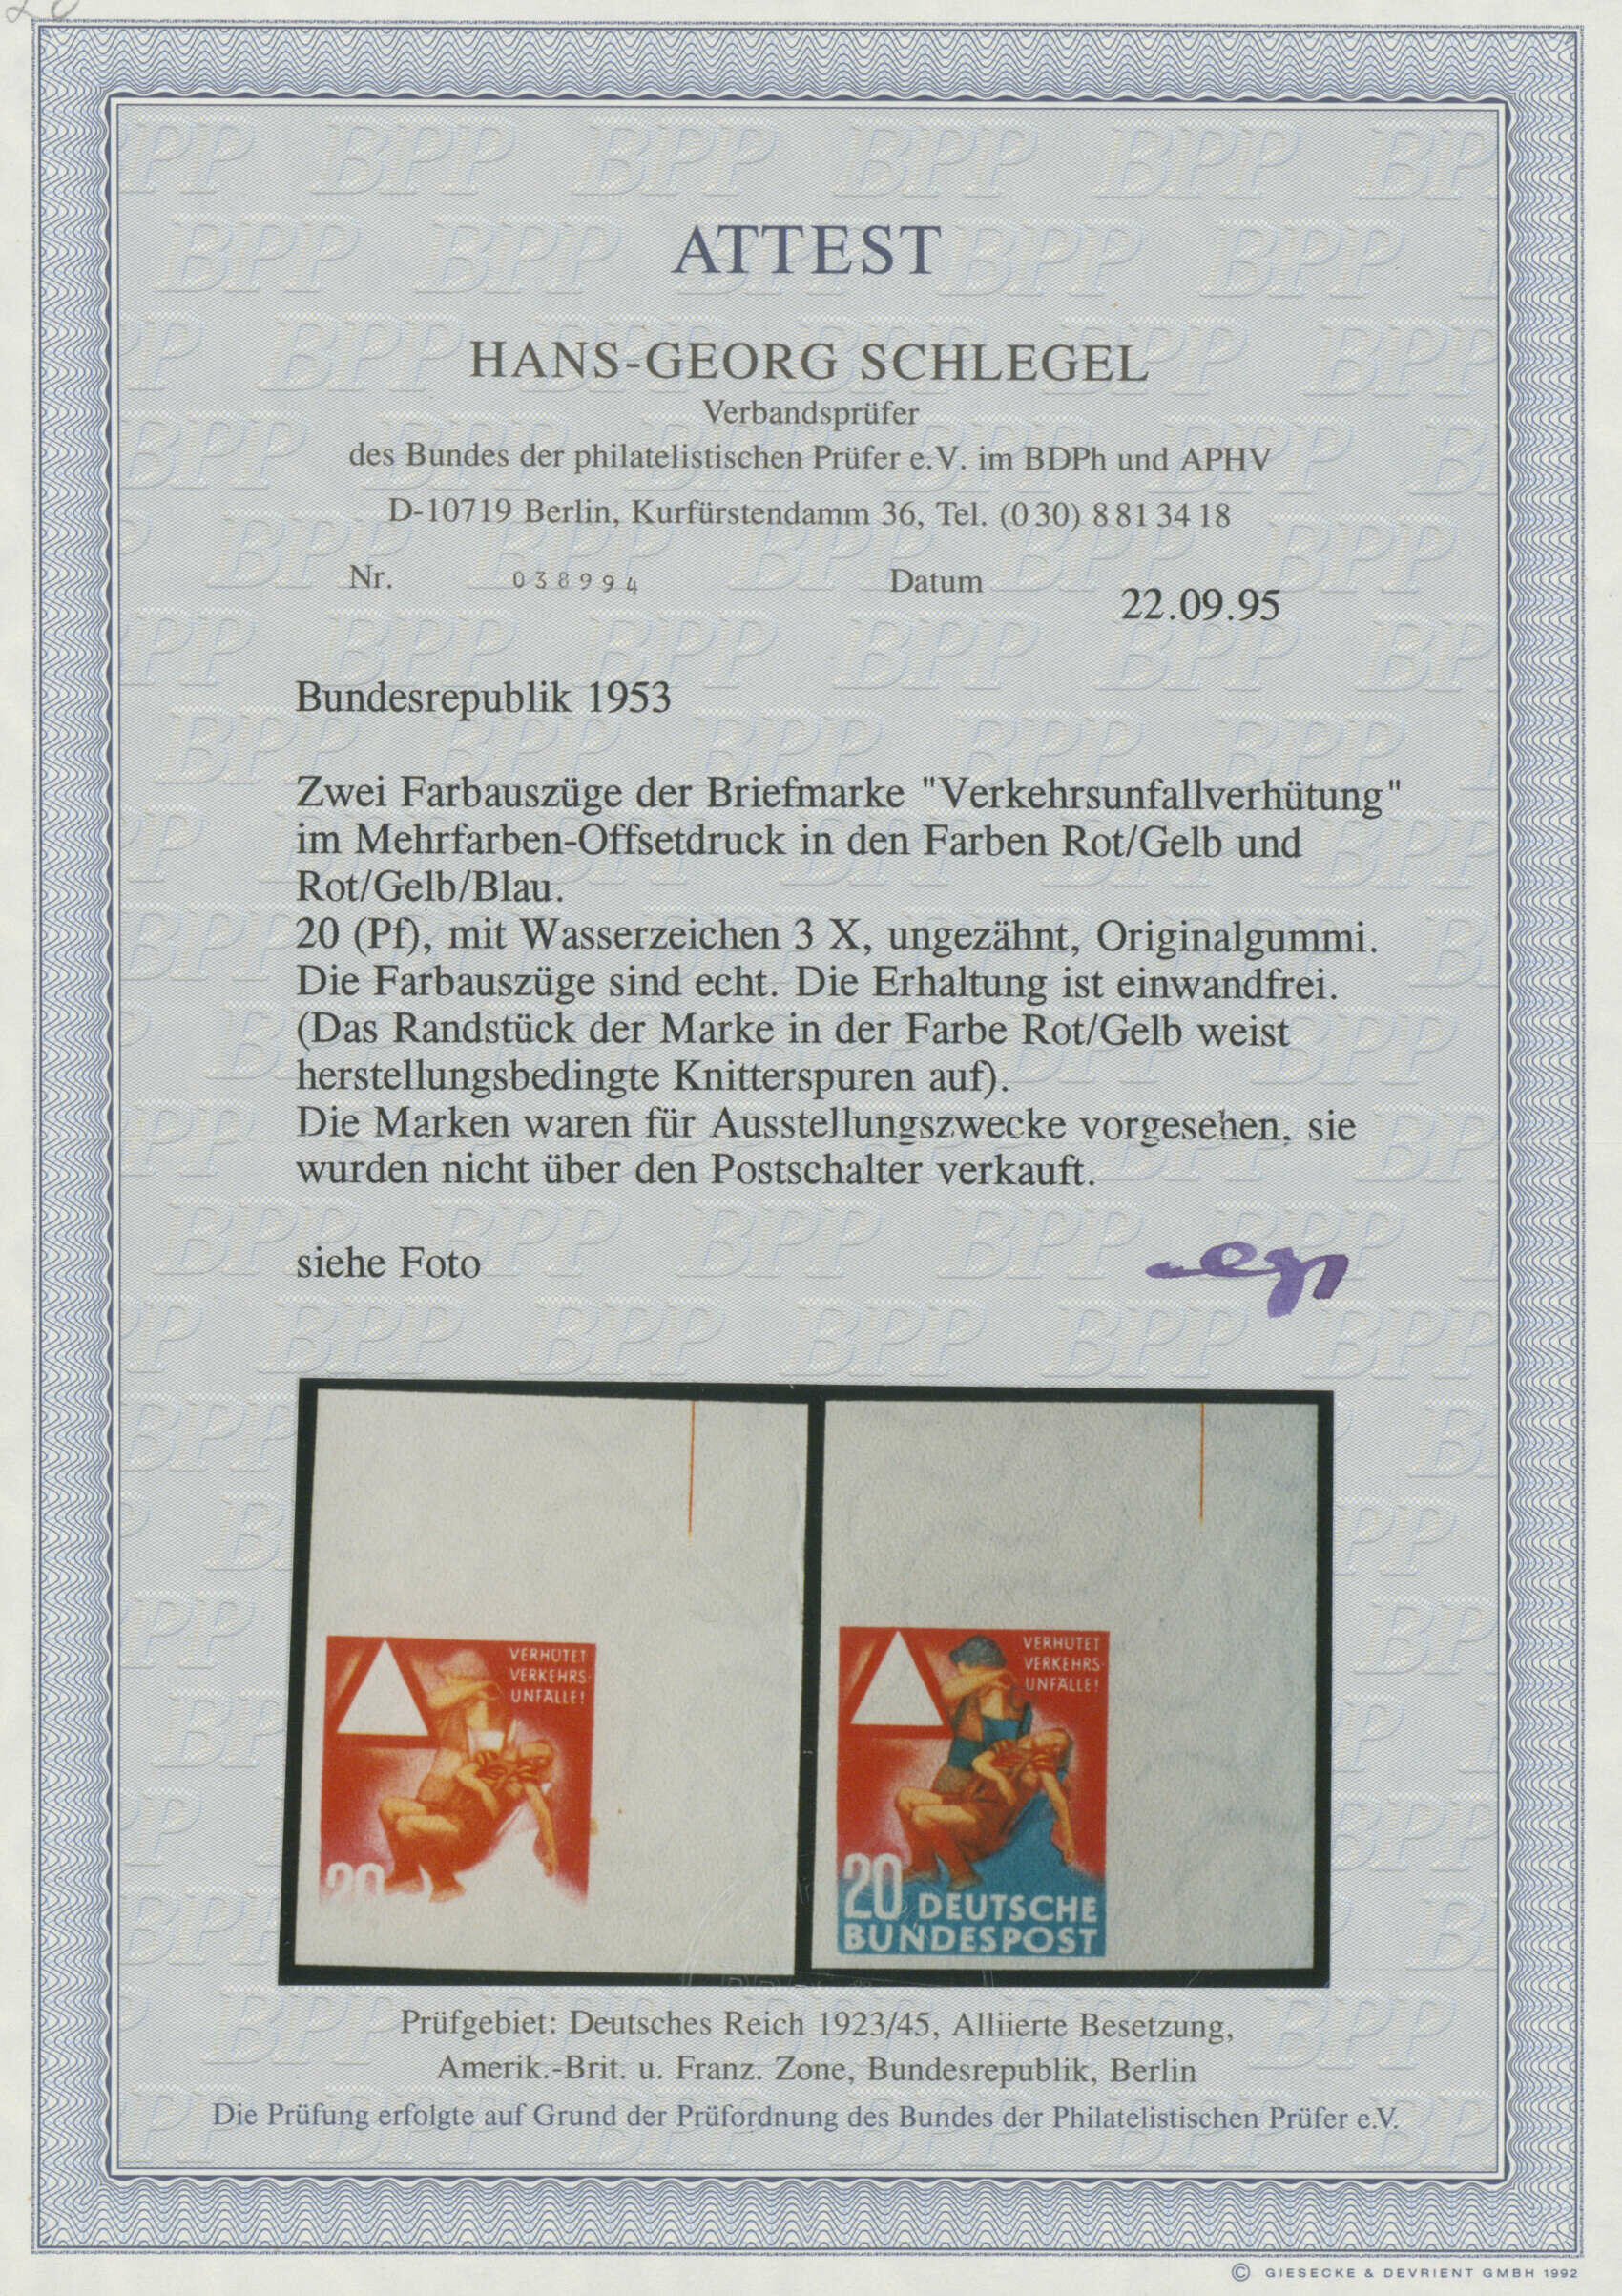 ATTEST
HANS-GEORG SCHLEGEL
Verbandsprüfer
des Bundes der philatelistischen Prüfer e.V. im BDPh und APHV
D-10719 Berlin, Kurfürstendamm 36, Tel. (030) 8813418
Nr. 038994 Datum 22.09.95
Bundesrepublik 1953
Zwei Farbauszüge der Briefmarke "Verkehrsunfallverhütung"
im Mehrfarben-Offsetdruck in den Farben Rot/Gelb und
Rot/Gelb/Blau.
20 (Pf), mit Wasserzeichen 3 X, ungezähnt, Originalgummi.
Die Farbauszüge sind echt. Die Erhaltung ist einwandfrei.
(Das Randstück der Marke in der Farbe Rot/Gelb weist
herstellungsbedingte Knitterspuren auf).
Die Marken waren für Ausstellungszwecke vorgesehen, sie
wurden nicht über den Postschalter verkauft.
siehe Foto
VERHÜTET
VERKEHRS-
UNFÄLLE!
20
VERHÜTET
VERKEHRS-
UNFÄLLE!
20 DEUTSCHE
BUNDESPOST
Prüfgebiet: Deutsches Reich 1923/45, Alliierte Besetzung,
Amerik.-Brit. u. Franz. Zone, Bundesrepublik, Berlin
Die Prüfung erfolgte auf Grund der Prüfordnung des Bundes der Philatelistischen Prüfer e.V.
© GIESECKE & DEVRIENT GMBH 1992